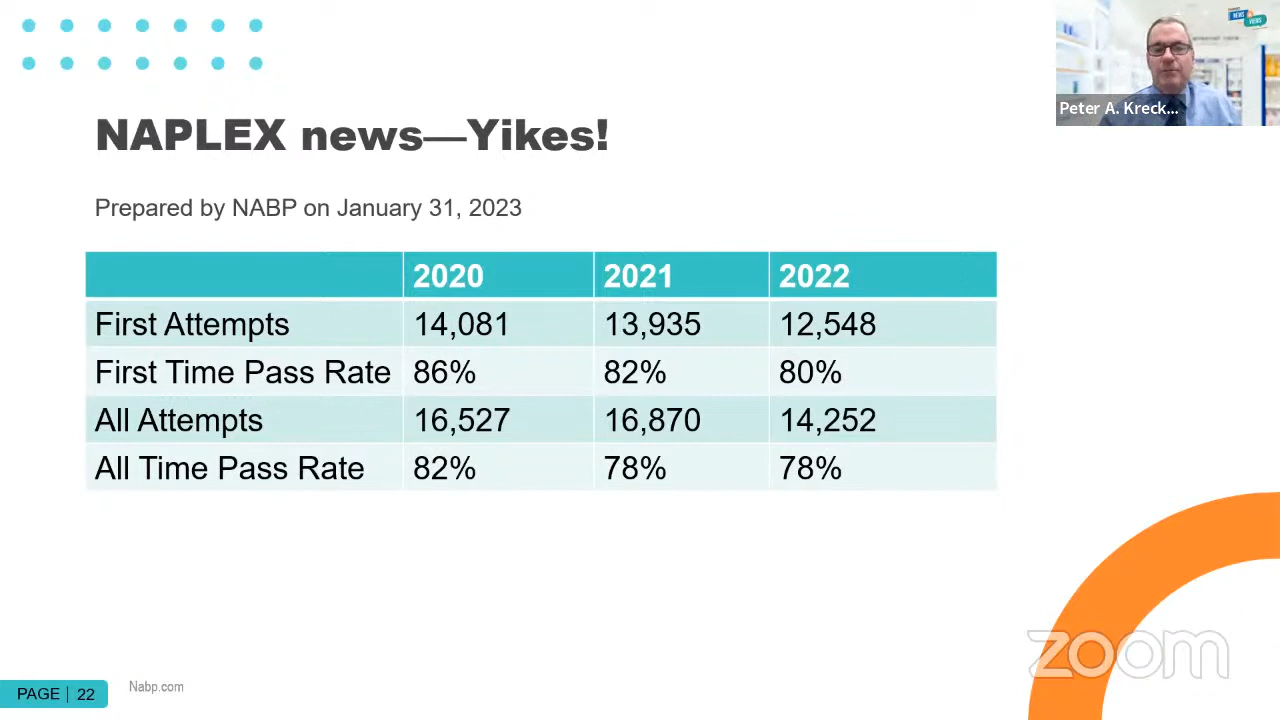 NEWS
VIEWS
Peter A. Kreck...
NAPLEX news—Yikes!
Prepared by NABP on January 31, 2023
2020 2021 2022
First Attempts 14,081 13,935 12,548
First Time Pass Rate 86% 82% 80%
All Attempts 16,527 16,870 14,252
All Time Pass Rate 82% 78% 78%
zoom
PAGE | 22 Nabp.com